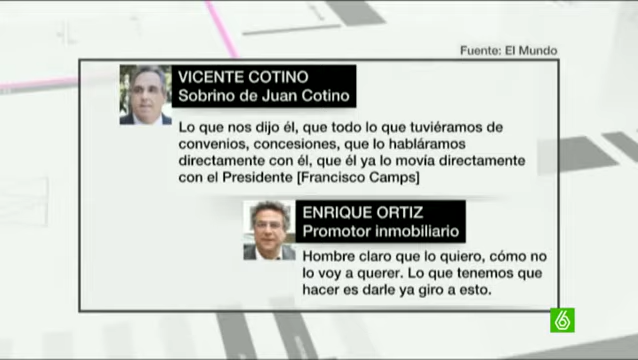 Fuente: El Mundo
VICENTE COTINO
Sobrino de Juan Cotino
Lo que nos dijo él, que todo lo que tuviéramos de
convenios, concesiones, que lo habláramos
directamente con él, que él ya lo movía directamente
con el Presidente [Francisco Camps]
ENRIQUE ORTIZ
Promotor inmobiliario
Hombre claro que lo quiero, cómo no
lo voy a querer. Lo que tenemos que
hacer es darle ya giro a esto.
6